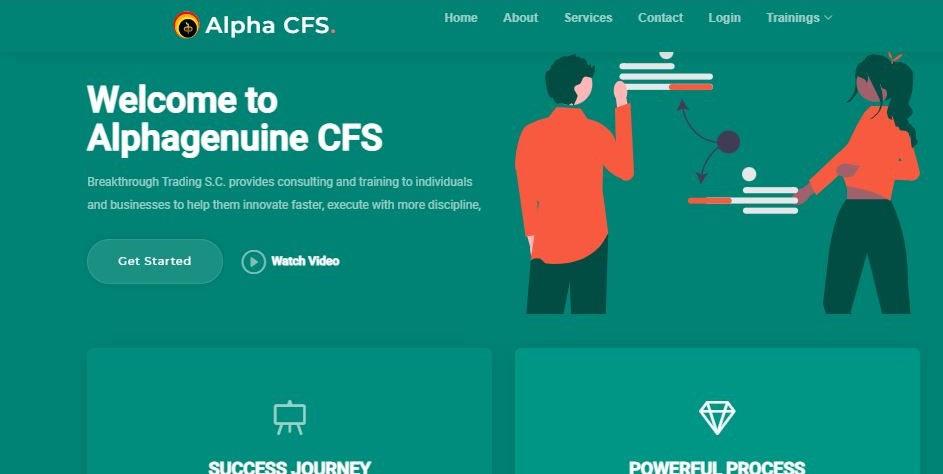 Alpha CFS.
Home About Services Contact Login Trainings
Welcome to
Alphagenuine CFS
Breakthrough Trading S.C. provides consulting and training to individuals
and businesses to help them innovate faster, execute with more discipline,
Get Started Watch Video
SUCCESS JOURNEY POWERFUL PROCESS